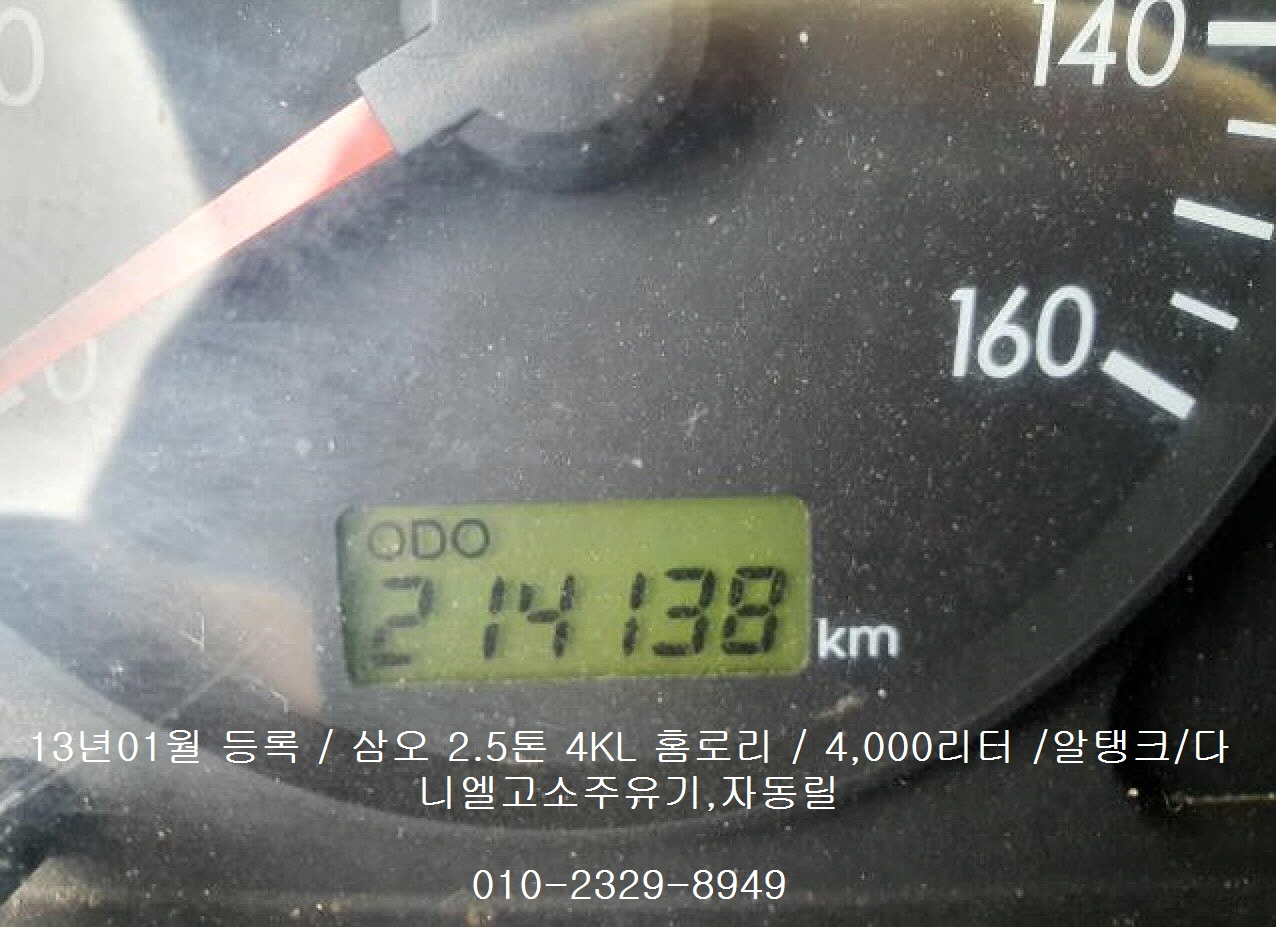 140
160
ODO
214138 km
13년01월 등록 / 삼오 2.5톤 4KL 홈로리 / 4,000리터 /알탱크/다
니엘고소주유기,자동릴
010-2329-8949